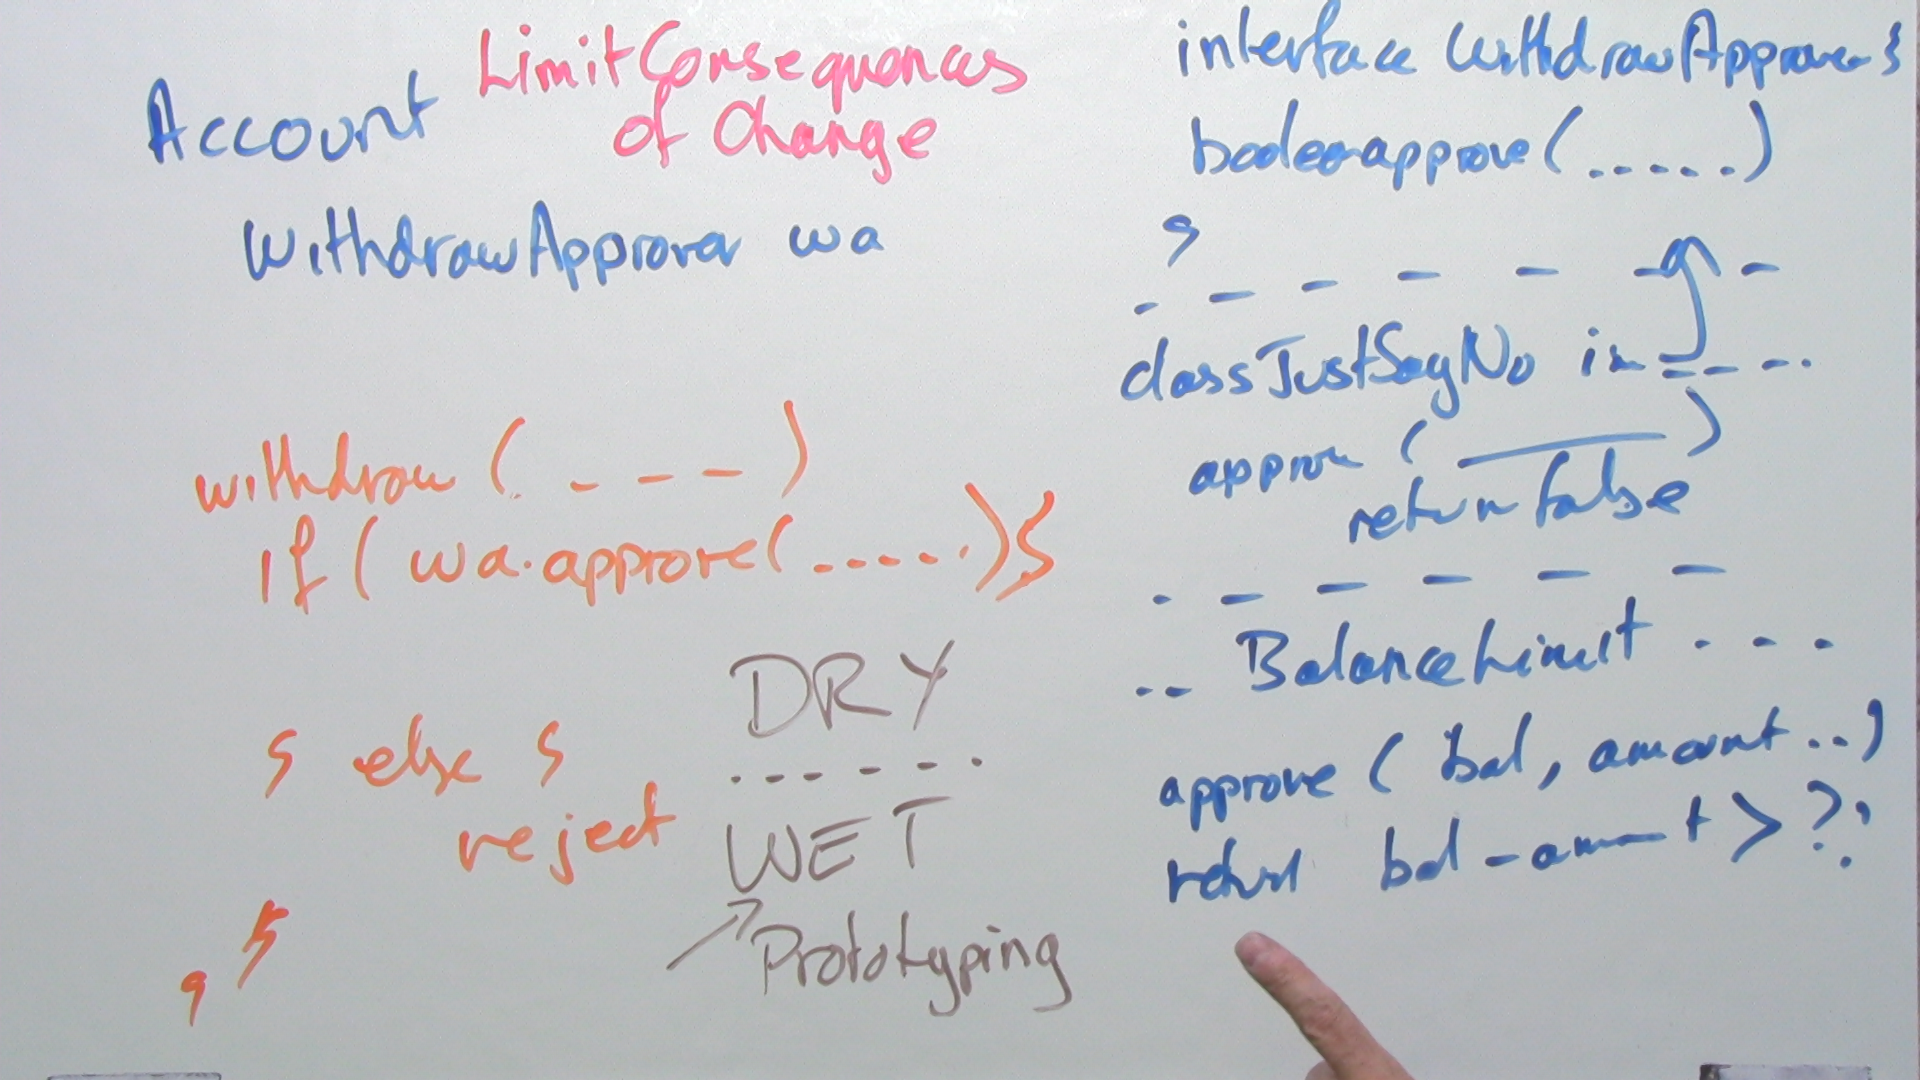 Account
Limit Consequences
of Change
WithdrawApprover wa
withdraw ( _ _ _ )
if ( wa.approve( ..... ) ) {
} else {
reject
}
}
DRY
- - - - - -
WET
Prototyping
interface WithdrawApprover {
boolean approve ( ..... )
}
class JustSayNo im - - - -
approve ( ——— )
return false
.. BalanceLimit ...
approve ( bal, amount .. )
return bal - amount > ? ;